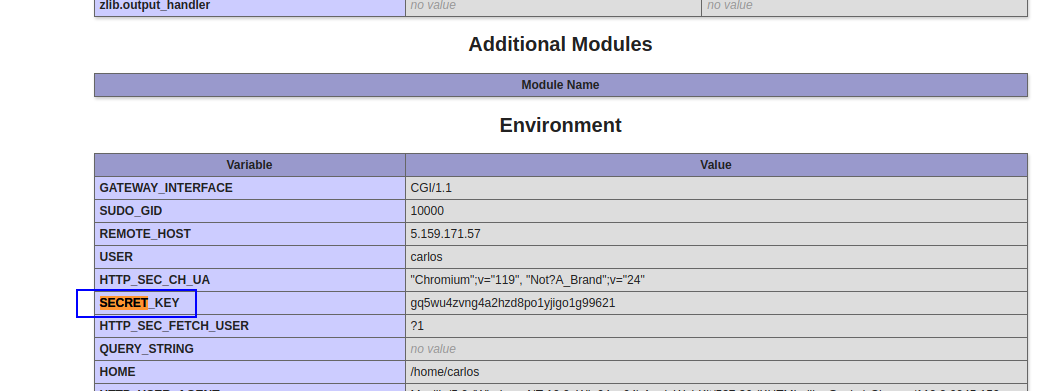 zlib.output_handler no value no value
Additional Modules
Module Name
Environment
Variable Value
GATEWAY_INTERFACE CGI/1.1
SUDO_GID 10000
REMOTE_HOST 5.159.171.57
USER carlos
HTTP_SEC_CH_UA "Chromium";v="119", "Not?A_Brand";v="24"
SECRET_KEY gq5wu4zvng4a2hzd8po1yjigo1g99621
HTTP_SEC_FETCH_USER ?1
QUERY_STRING no value
HOME /home/carlos